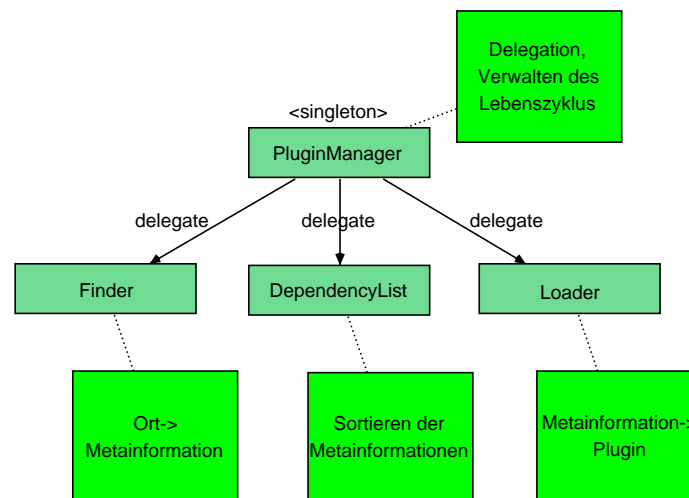 Delegation,
Verwalten des
Lebenszyklus
<singleton>
PluginManager
delegate
delegate
delegate
Finder
DependencyList
Loader
Ort->
Metainformation
Sortieren der
Metainformationen
Metainformation->
Plugin